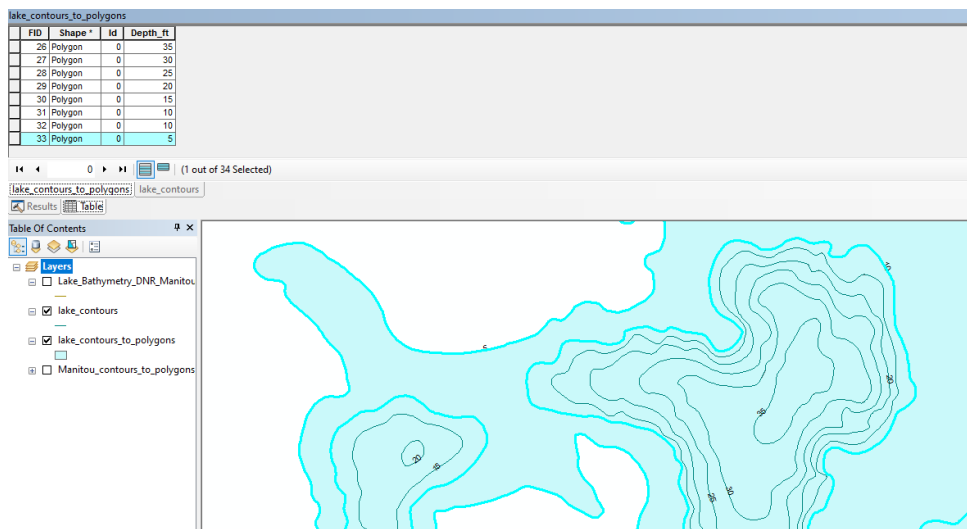 lake_contours_to_polygons
FID Shape * Id Depth_ft
26 Polygon 0 35
27 Polygon 0 30
28 Polygon 0 25
29 Polygon 0 20
30 Polygon 0 15
31 Polygon 0 10
32 Polygon 0 10
33 Polygon 0 5
0 (1 out of 34 Selected)
lake_contours_to_polygons lake_contours
Results Table
Table Of Contents
Layers
Lake_Bathymetry_DNR_Manitou
lake_contours
lake_contours_to_polygons
Manitou_contours_to_polygons
10
5
20
35
20
15
25
30